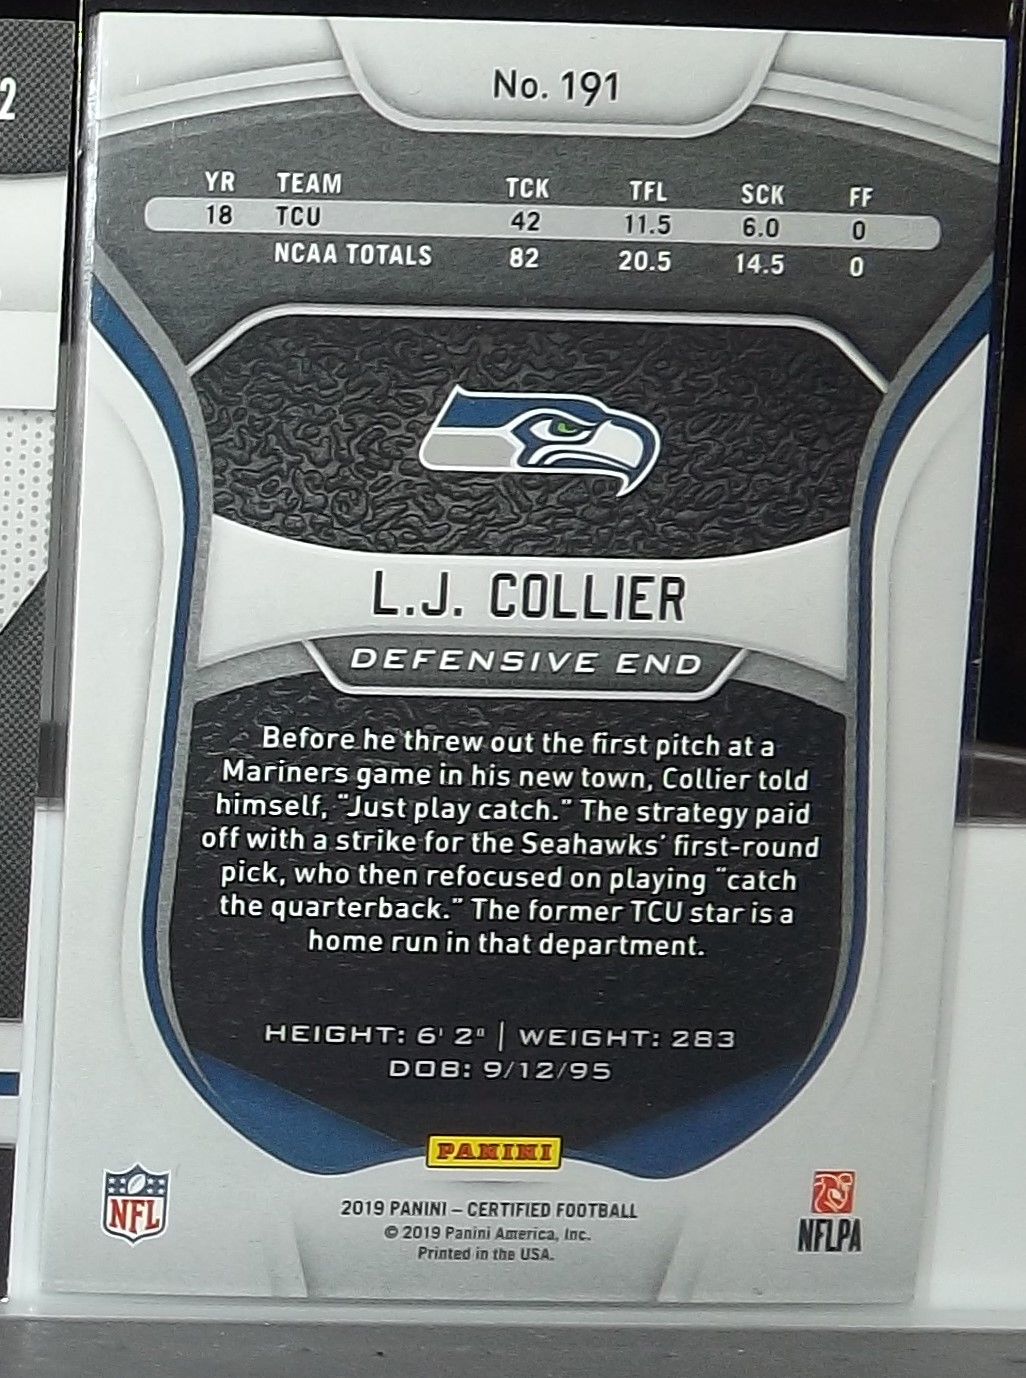 2
No. 191
YR TEAM TCK TFL SCK FF
18 TCU 42 11.5 6.0 0
NCAA TOTALS 82 20.5 14.5 0
L.J. COLLIER
DEFENSIVE END
Before he threw out the first pitch at a
Mariners game in his new town, Collier told
himself, “Just play catch.” The strategy paid
off with a strike for the Seahawks’ first-round
pick, who then refocused on playing “catch
the quarterback.” The former TCU star is a
home run in that department.
HEIGHT: 6' 2" | WEIGHT: 283
DOB: 9/12/95
PANINI
NFL
2019 PANINI – CERTIFIED FOOTBALL
© 2019 Panini America, Inc.
Printed in the USA.
NFLPA